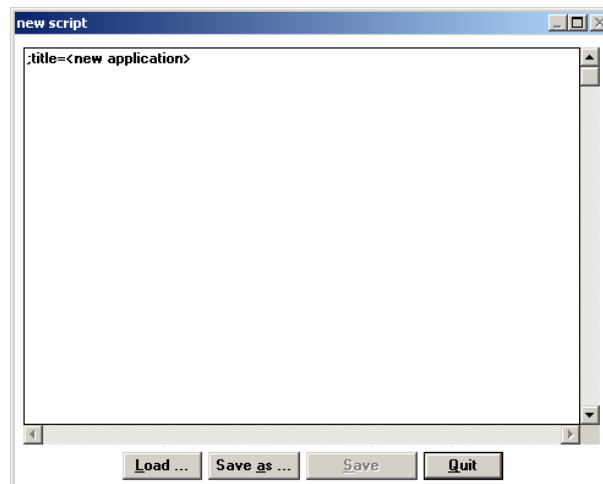 new script
;title=<new application>
Load ...
Save as ...
Save
Quit